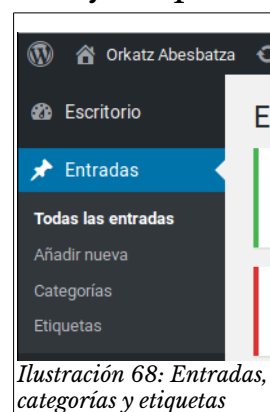 Orkatz Abesbatza
Escritorio
E
Entradas
Todas las entradas
Añadir nueva
Categorías
Etiquetas
Ilustración 68: Entradas,
categorías y etiquetas